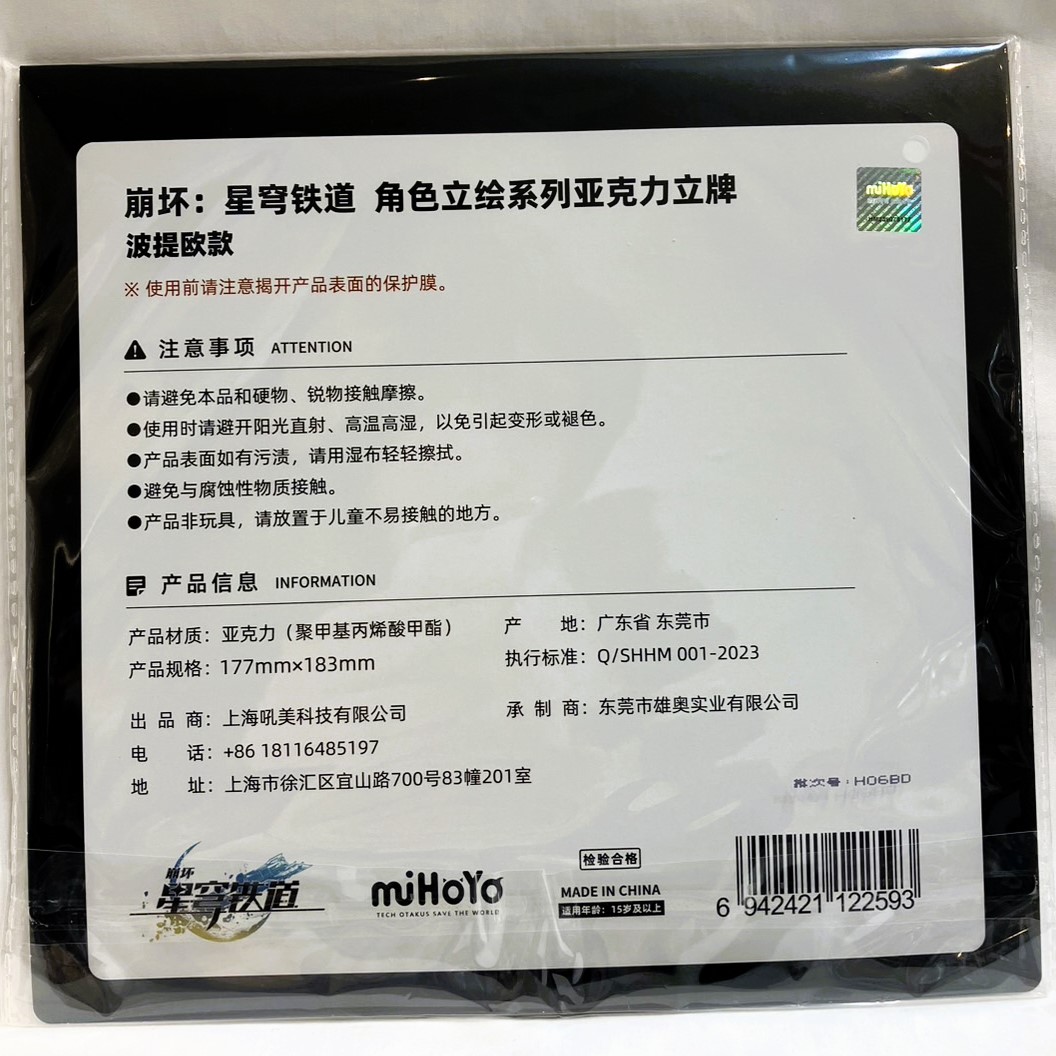 崩坏：星穹铁道 角色立绘系列亚克力立牌
miHoYo
波提欧款
※ 使用前请注意揭开产品表面的保护膜。
注意事项 ATTENTION
●请避免本品和硬物、锐物接触摩擦。
●使用时请避开阳光直射、高温高湿，以免引起变形或褪色。
●产品表面如有污渍，请用湿布轻轻擦拭。
●避免与腐蚀性物质接触。
●产品非玩具，请放置于儿童不易接触的地方。
产品信息 INFORMATION
产品材质：亚克力（聚甲基丙烯酸甲酯） 产 地：广东省 东莞市
产品规格：177mm×183mm 执行标准：Q/SHHM 001-2023
出 品 商：上海吼美科技有限公司 承 制 商：东莞市雄奥实业有限公司
电 话：+86 18116485197
地 址：上海市徐汇区宜山路700号83幢201室
批次号：H06BD
崩坏
星穹铁道
miHoYo
TECH OTAKUS SAVE THE WORLD
检验合格
MADE IN CHINA
适用年龄：15岁及以上
6 942421 122593